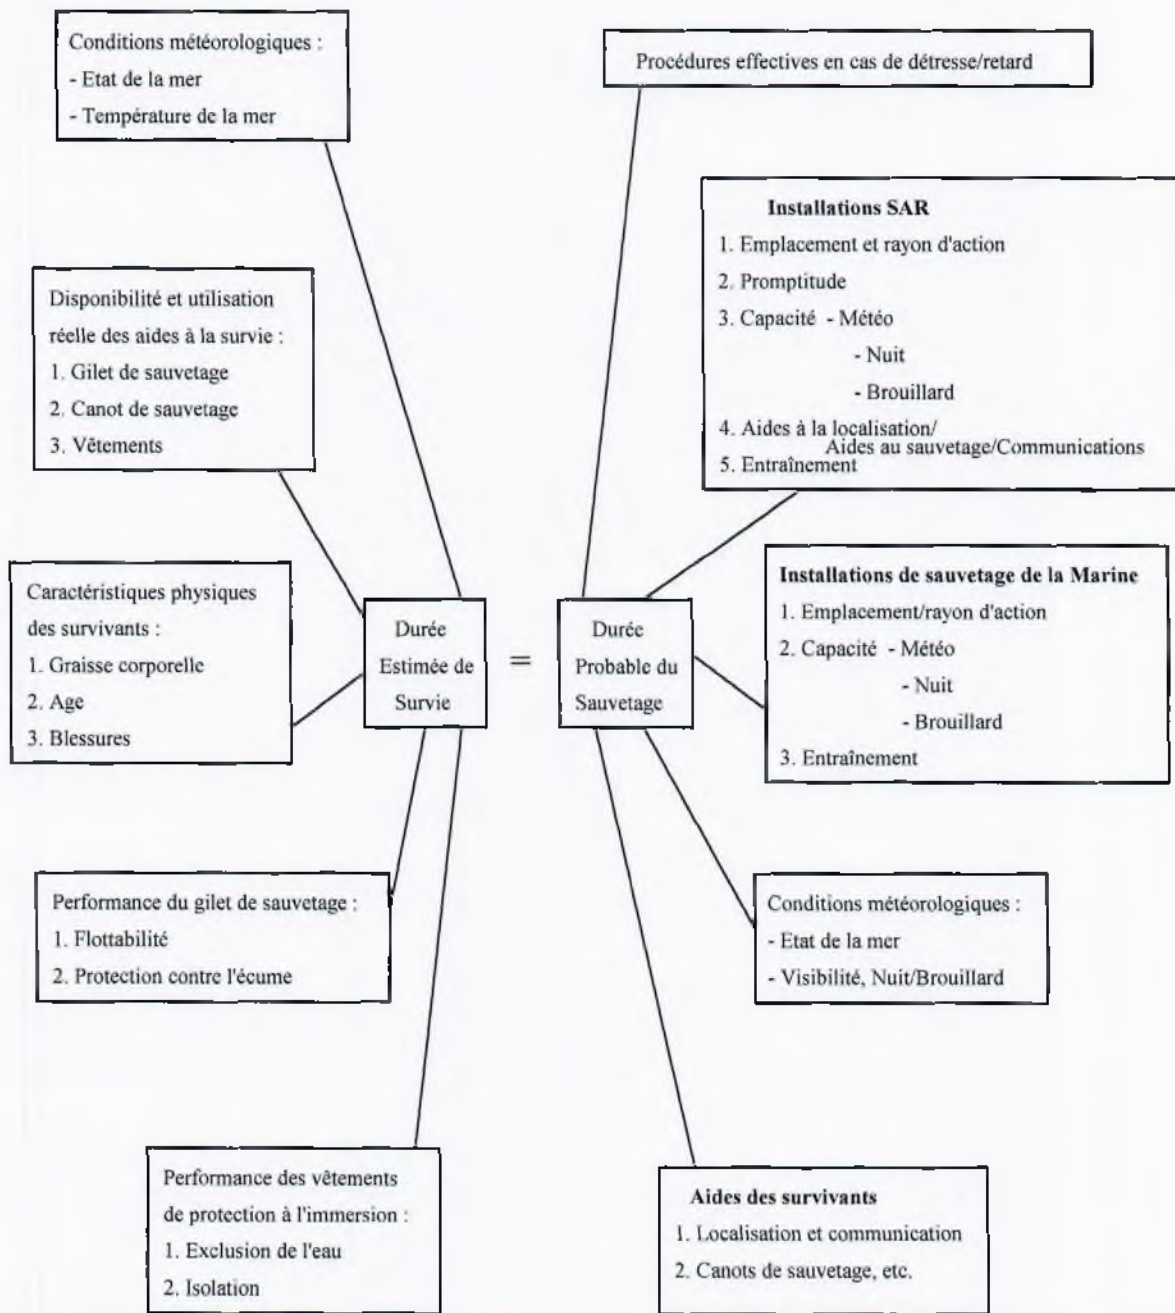 Conditions météorologiques :
- Etat de la mer
- Température de la mer
Procédures effectives en cas de détresse/retard
Installations SAR
1. Emplacement et rayon d'action
2. Promptitude
3. Capacité - Météo
- Nuit
- Brouillard
4. Aides à la localisation/
Aides au sauvetage/Communications
5. Entraînement
Disponibilité et utilisation
réelle des aides à la survie :
1. Gilet de sauvetage
2. Canot de sauvetage
3. Vêtements
Caractéristiques physiques
des survivants :
1. Graisse corporelle
2. Age
3. Blessures
Durée
Estimée de
Survie
=
Durée
Probable du
Sauvetage
Installations de sauvetage de la Marine
1. Emplacement/rayon d'action
2. Capacité - Météo
- Nuit
- Brouillard
3. Entraînement
Performance du gilet de sauvetage :
1. Flottabilité
2. Protection contre l'écume
Conditions météorologiques :
- Etat de la mer
- Visibilité, Nuit/Brouillard
Performance des vêtements
de protection à l'immersion :
1. Exclusion de l'eau
2. Isolation
Aides des survivants
1. Localisation et communication
2. Canots de sauvetage, etc.